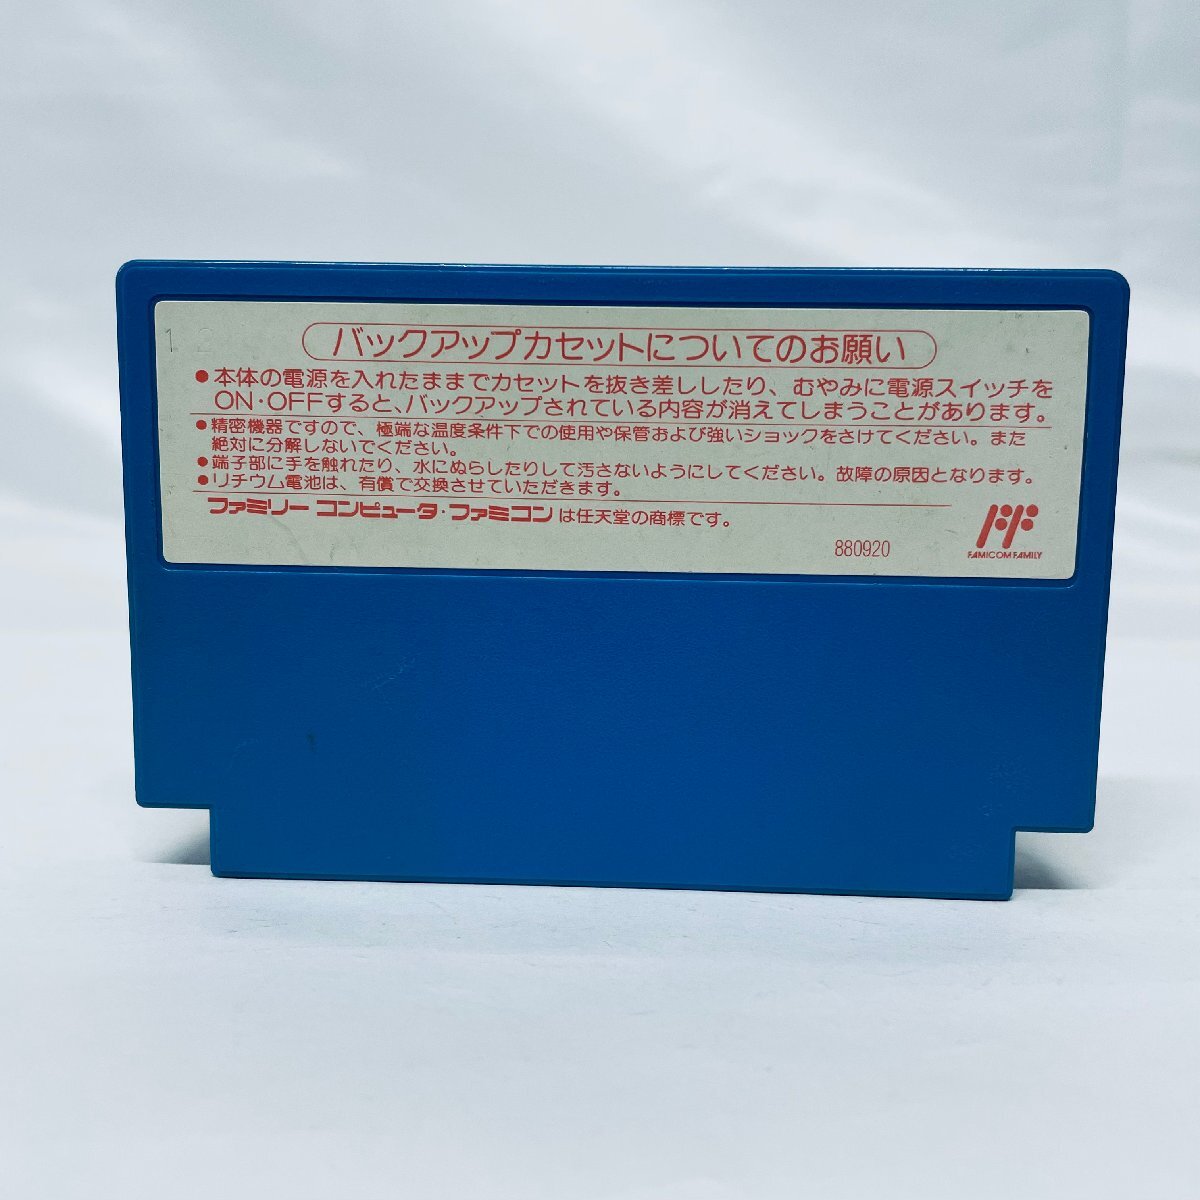 12
バックアップカセットについてのお願い
●本体の電源を入れたままでカセットを抜き差ししたり、むやみに電源スイッチを
ON・OFFすると、バックアップされている内容が消えてしまうことがあります。
●精密機器ですので、極端な温度条件下での使用や保管および強いショックをさけてください。また
絶対に分解しないでください。
●端子部に手を触れたり、水にぬらしたりして汚さないようにしてください。故障の原因となります。
●リチウム電池は、有償で交換させていただきます。
ファミリー コンピュータ・ファミコンは任天堂の商標です。
880920
FAMICOM FAMILY